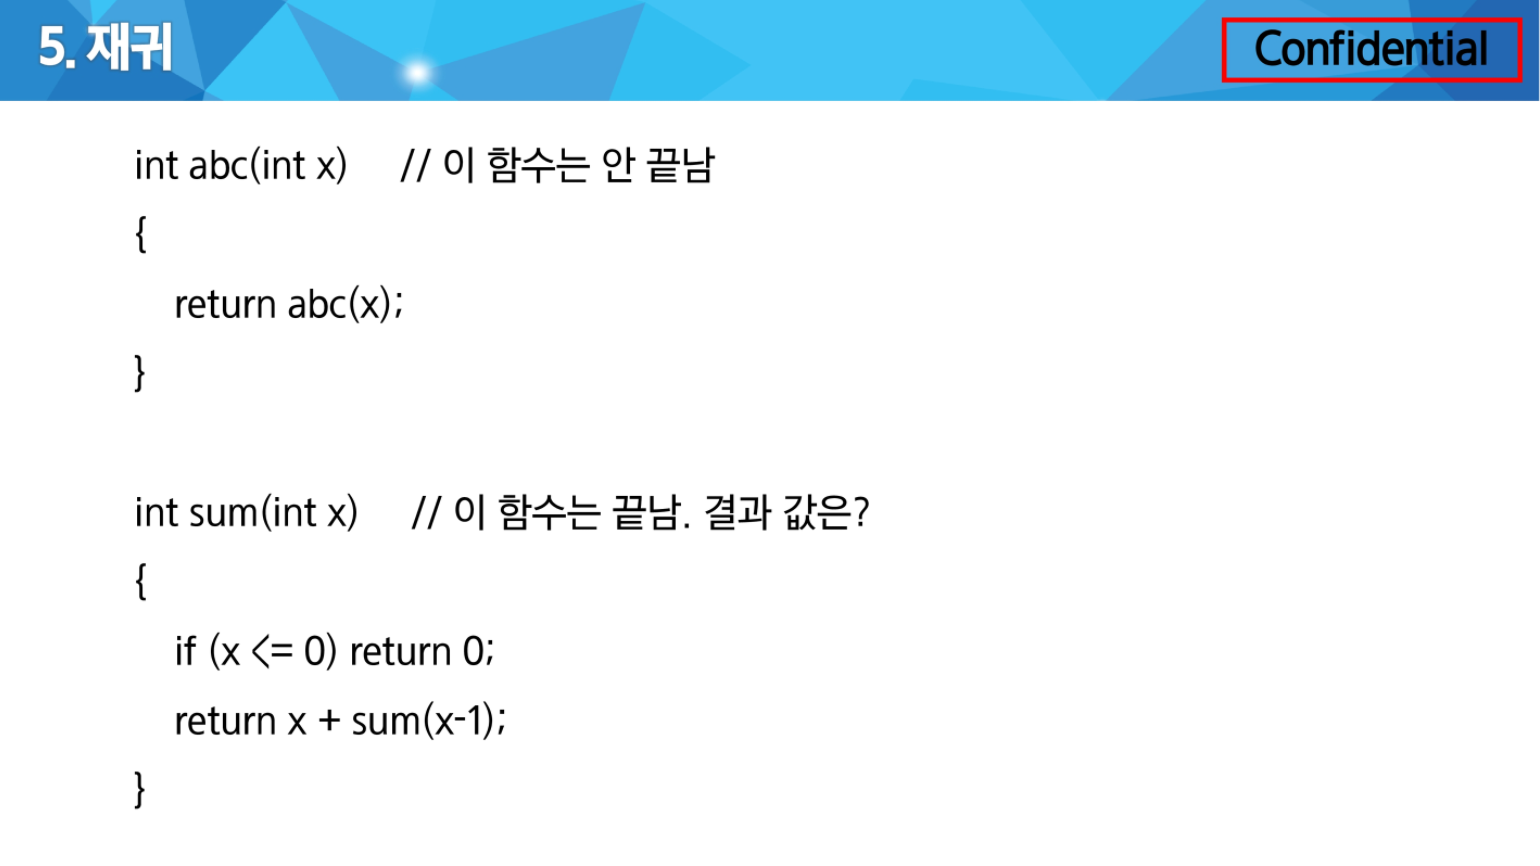 5. 재귀
Confidential
int abc(int x) // 이 함수는 안 끝남
{
return abc(x);
}
int sum(int x) // 이 함수는 끝남. 결과 값은?
{
if (x <= 0) return 0;
return x + sum(x-1);
}